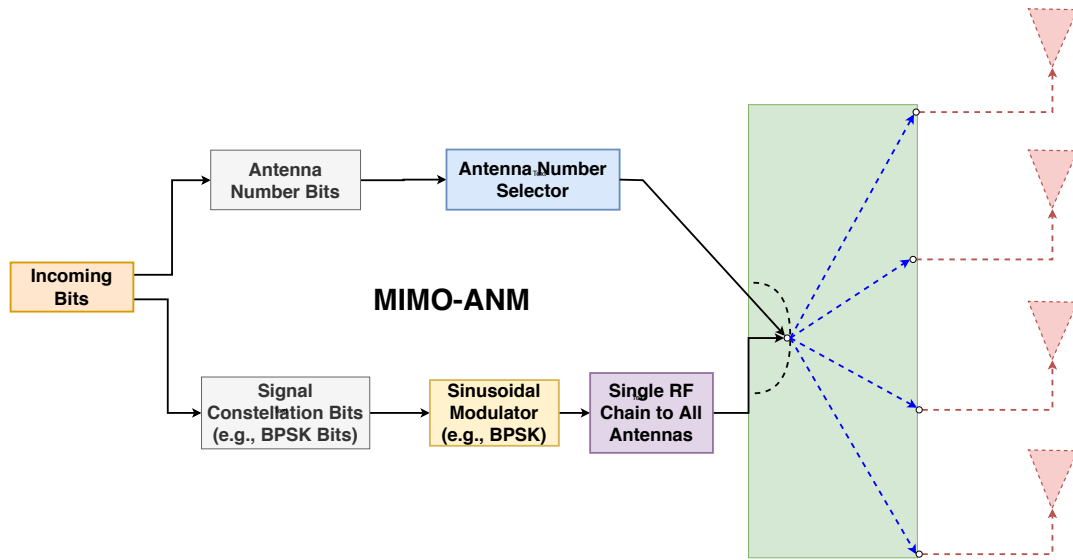 Antenna
Number Bits
Antenna Number
Selector
Incoming
Bits
MIMO-ANM
Signal
Constellation Bits
(e.g., BPSK Bits)
Sinusoidal
Modulator
(e.g., BPSK)
Single RF
Chain to All
Antennas